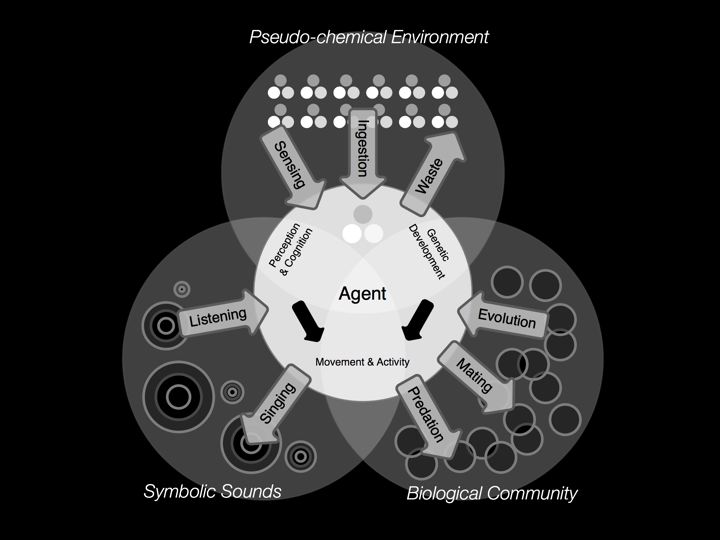 Pseudo-chemical Environment
Sensing
Ingestion
Waste
Perception
& Cognition
Genetic
Development
Agent
Listening
Evolution
Movement & Activity
Mating
Singing
Predation
Symbolic Sounds
Biological Community